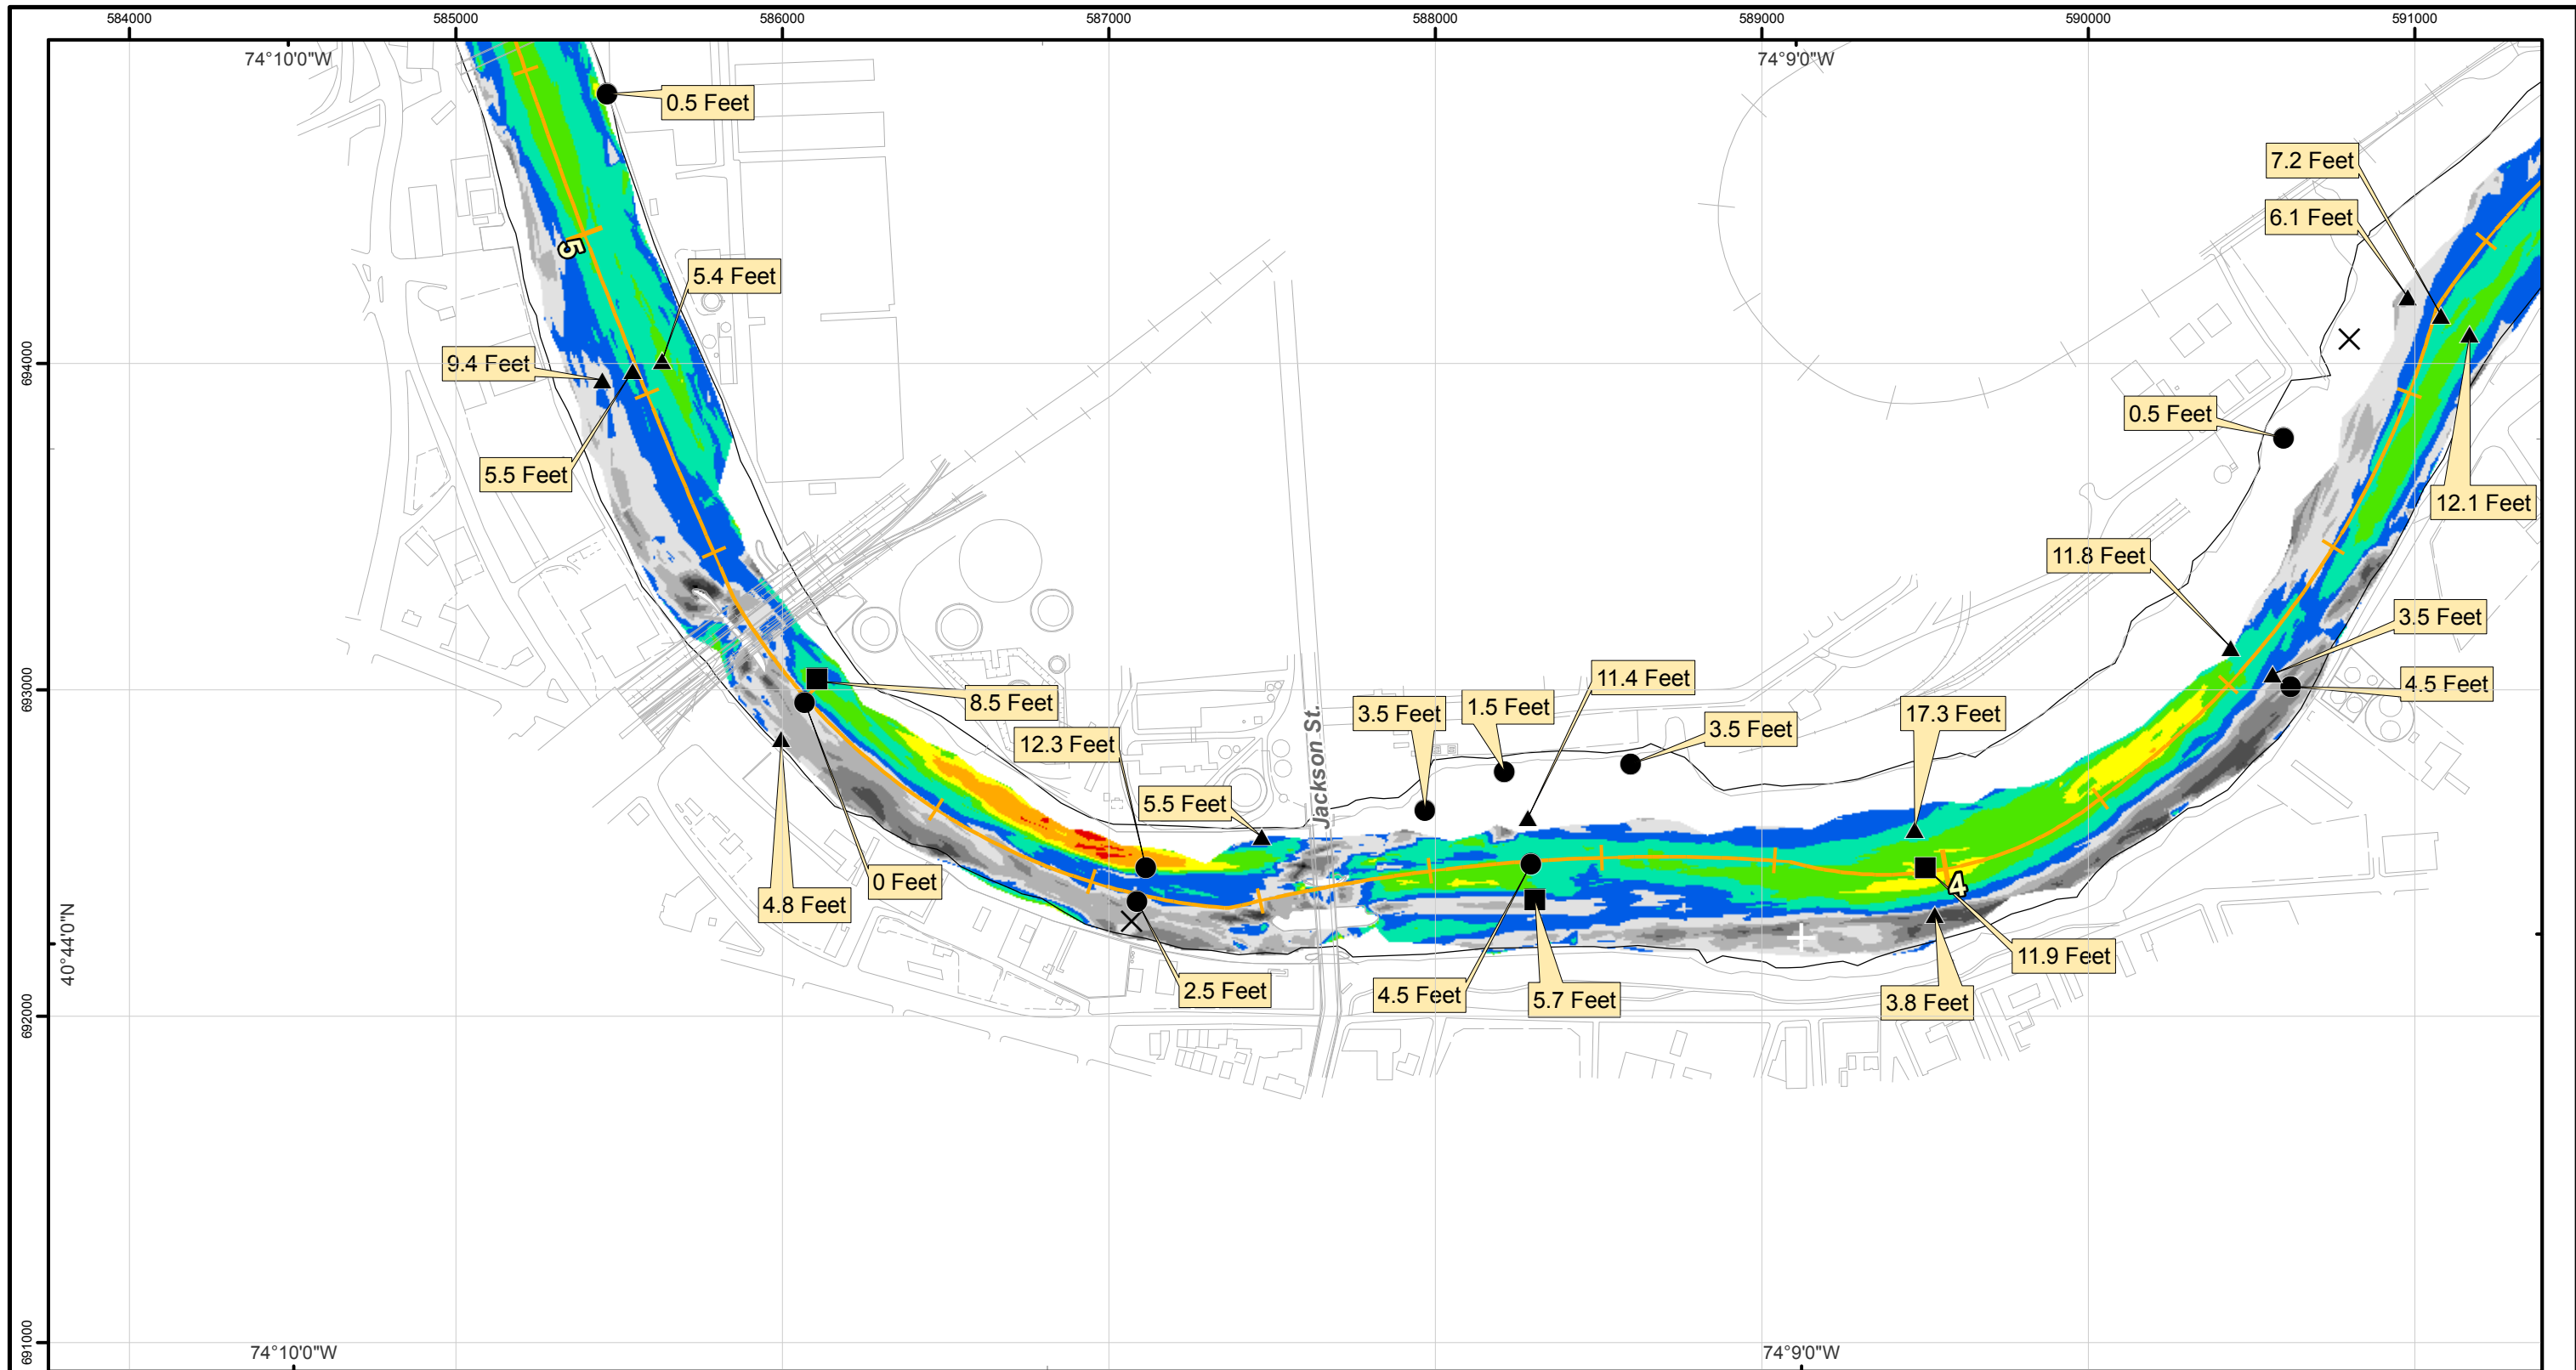 584000
585000
586000
587000
588000
589000
590000
591000
74°10'0"W
74°9'0"W
0.5 Feet
7.2 Feet
6.1 Feet
5
5.4 Feet
694000
9.4 Feet
5.5 Feet
0.5 Feet
12.1 Feet
11.8 Feet
3.5 Feet
4.5 Feet
693000
8.5 Feet
12.3 Feet
3.5 Feet
1.5 Feet
11.4 Feet
3.5 Feet
17.3 Feet
5.5 Feet
Jackson St.
0 Feet
4.8 Feet
4
40°44'0"N
2.5 Feet
4.5 Feet
5.7 Feet
11.9 Feet
3.8 Feet
692000
691000
74°10'0"W
74°9'0"W